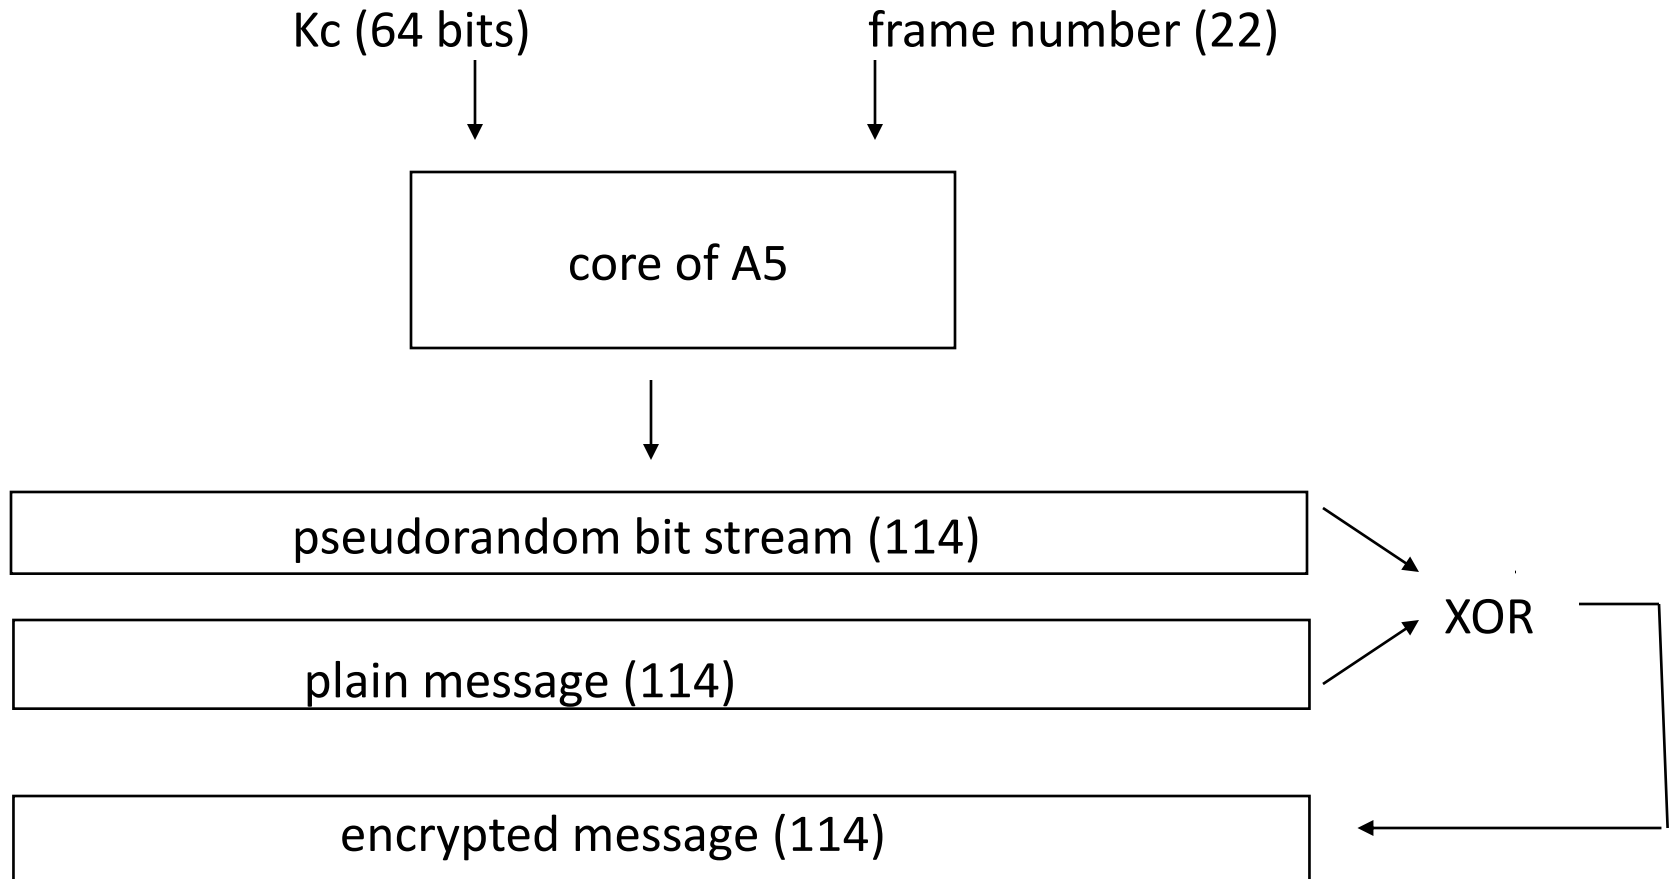 Kc (64 bits)
frame number (22)
core of A5
pseudorandom bit stream (114)
plain message (114)
XOR
encrypted message (114)